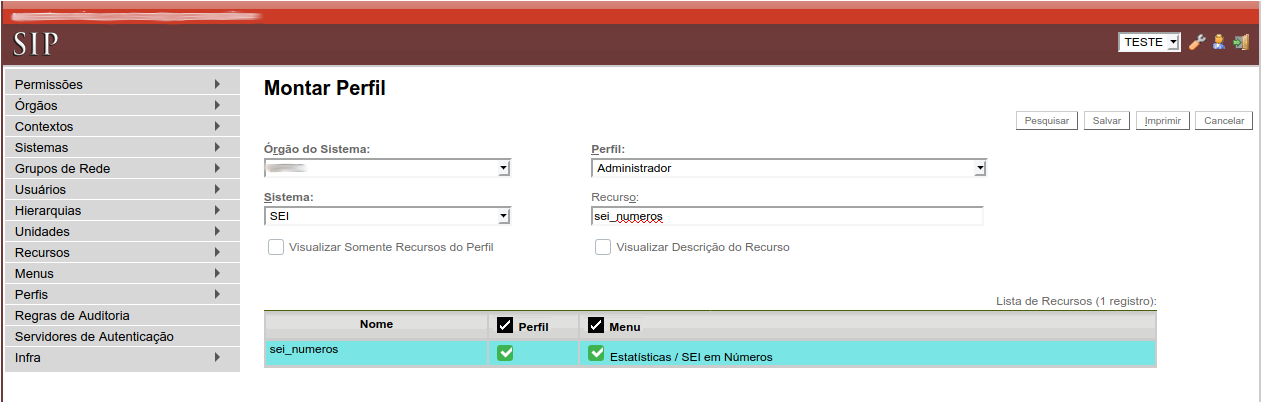 SIP
TESTE
Permissões
Órgãos
Contextos
Sistemas
Grupos de Rede
Usuários
Hierarquias
Unidades
Recursos
Menus
Perfis
Regras de Auditoria
Servidores de Autenticação
Infra
Montar Perfil
Pesquisar Salvar Imprimir Cancelar
Órgão do Sistema: Perfil:
Administrador
Sistema: Recurso:
SEI sei_numeros
Visualizar Somente Recursos do Perfil Visualizar Descrição do Recurso
Lista de Recursos (1 registro):
Nome Perfil Menu
sei_numeros Estatísticas / SEI em Números